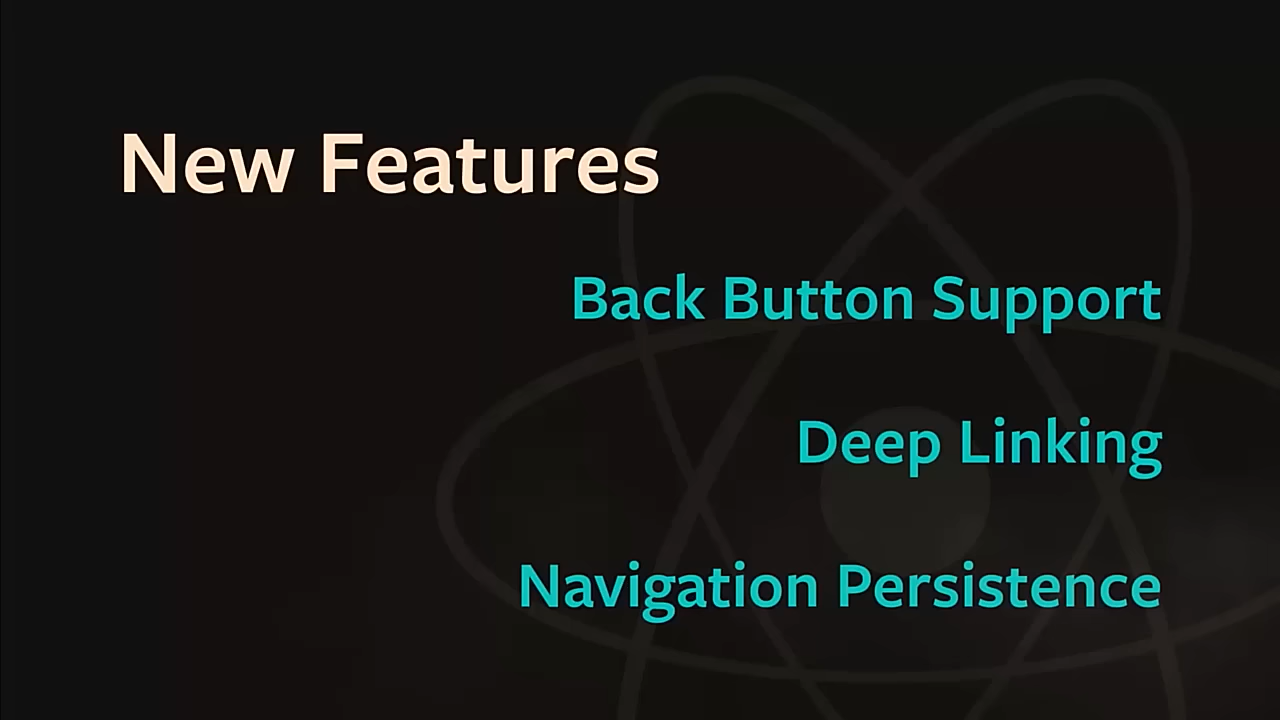 New Features
Back Button Support
Deep Linking
Navigation Persistence